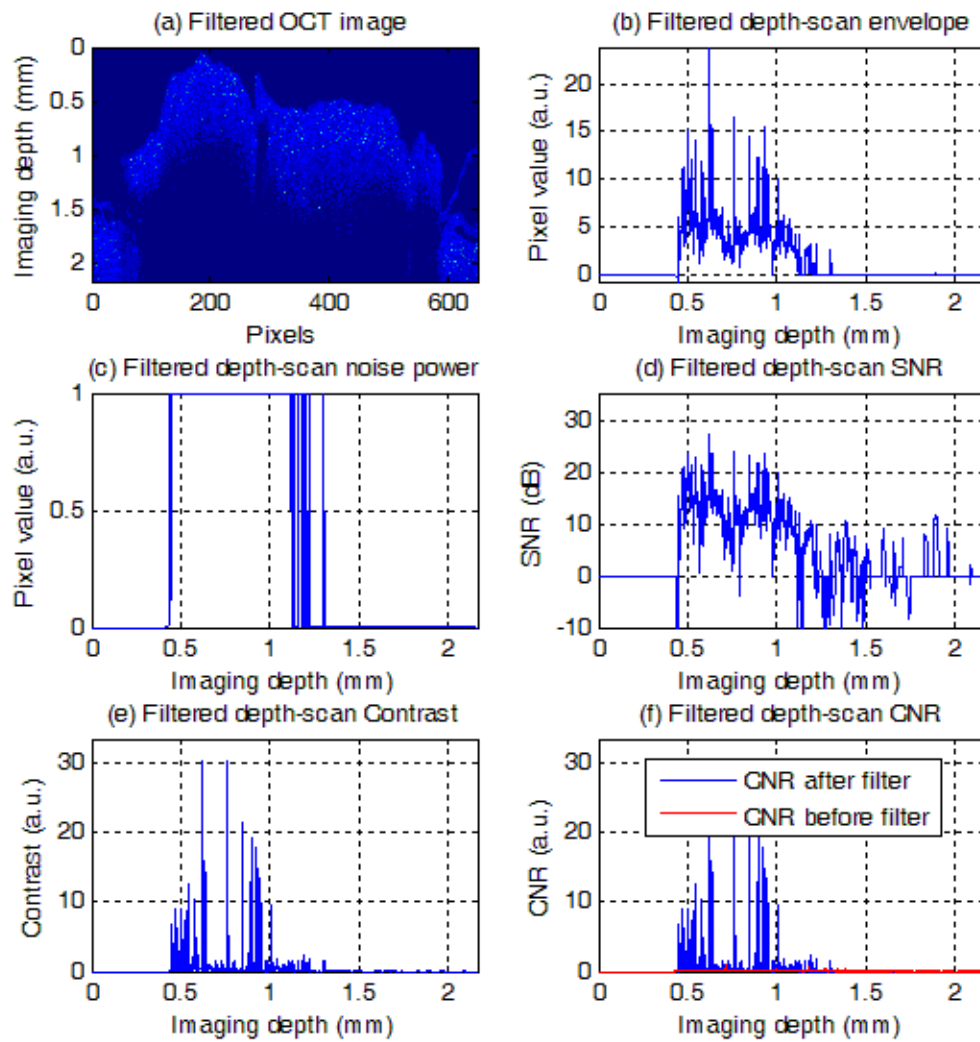 (a) Filtered OCT image
0
0.5
1
1.5
2
Imaging depth (mm)
0 200 400 600
Pixels
(b) Filtered depth-scan envelope
20
15
10
5
0
Pixel value (a.u.)
0 0.5 1 1.5 2
Imaging depth (mm)
(c) Filtered depth-scan noise power
1
0.5
0
Pixel value (a.u.)
0 0.5 1 1.5 2
Imaging depth (mm)
(d) Filtered depth-scan SNR
30
20
10
0
-10
SNR (dB)
0 0.5 1 1.5 2
Imaging depth (mm)
(e) Filtered depth-scan Contrast
30
20
10
0
Contrast (a.u.)
0 0.5 1 1.5 2
Imaging depth (mm)
(f) Filtered depth-scan CNR
30
20
10
0
CNR (a.u.)
CNR after filter
CNR before filter
0 0.5 1 1.5 2
Imaging depth (mm)